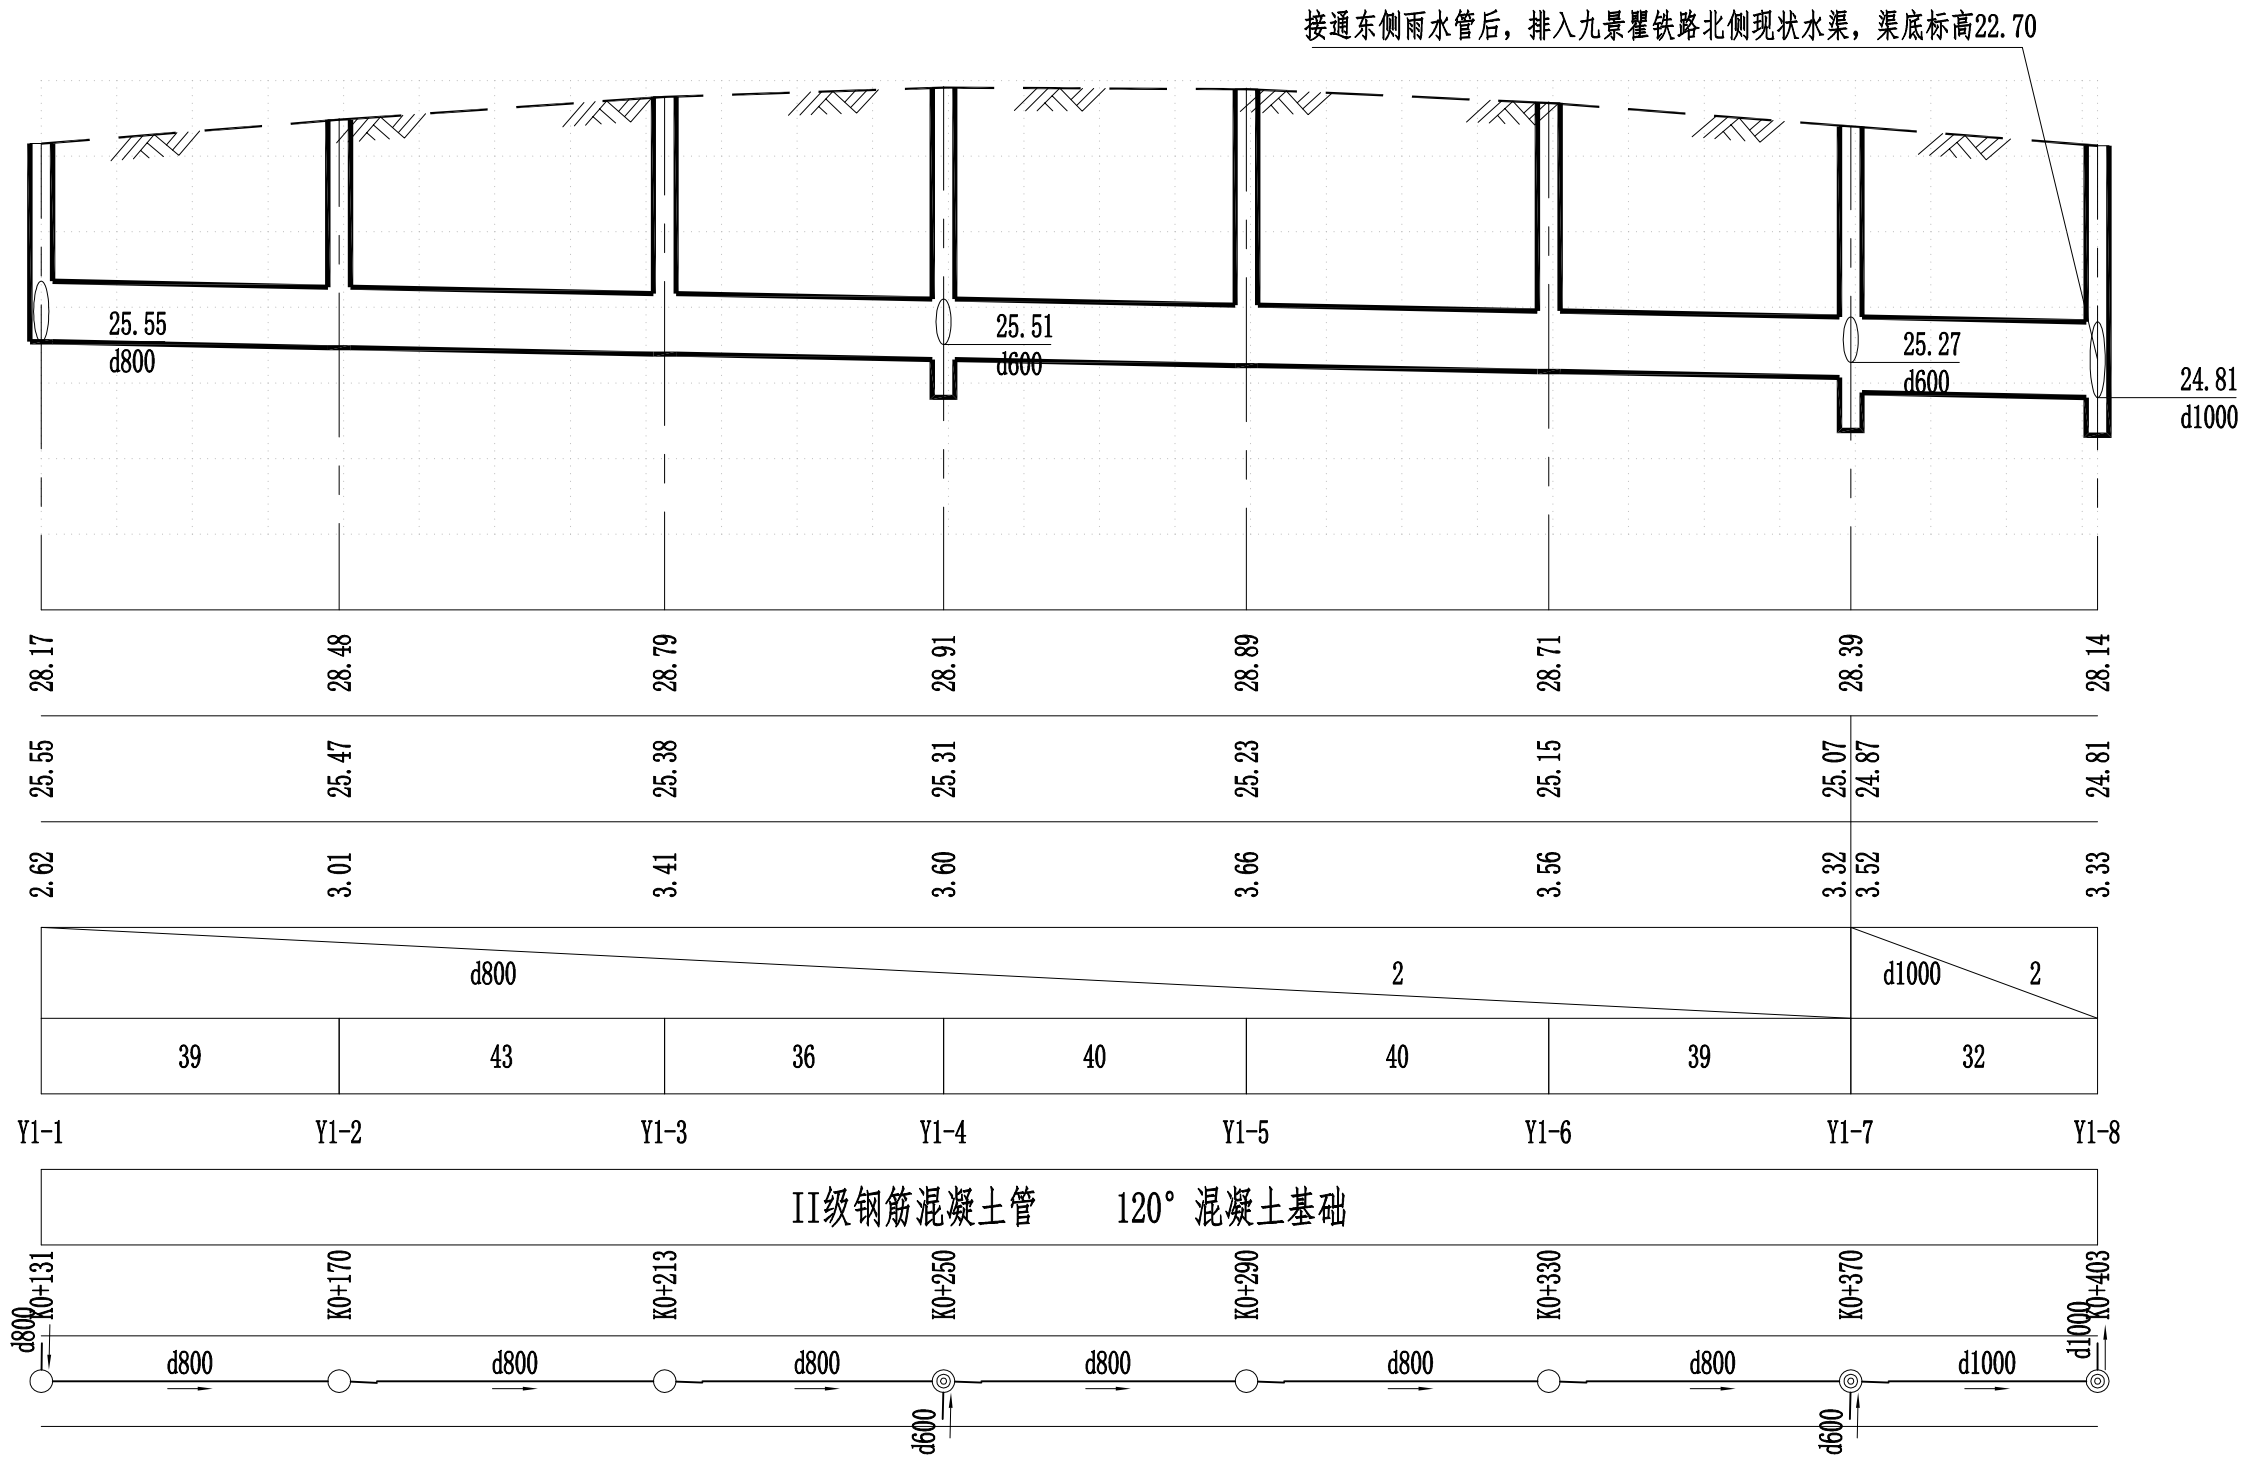 接通东侧雨水管后，排入九景瞿铁路北侧现状水渠，渠底标高22.70
25.55
d800
25.51
d600
25.27
d600
24.81
d1000
28.17 28.48 28.79 28.91 28.89 28.71 28.39 28.14
25.55 25.47 25.38 25.31 25.23 25.15 25.07 24.87 24.81
2.62 3.01 3.41 3.60 3.66 3.56 3.32 3.52 3.33
d800 2 d1000 2
39 43 36 40 40 39 32
Y1-1 Y1-2 Y1-3 Y1-4 Y1-5 Y1-6 Y1-7 Y1-8
II级钢筋混凝土管 120°混凝土基础
K0+131 K0+170 K0+213 K0+250 K0+290 K0+330 K0+370 K0+403
d800 d1000
d800 d800 d800 d800 d800 d800 d1000
d600 d600